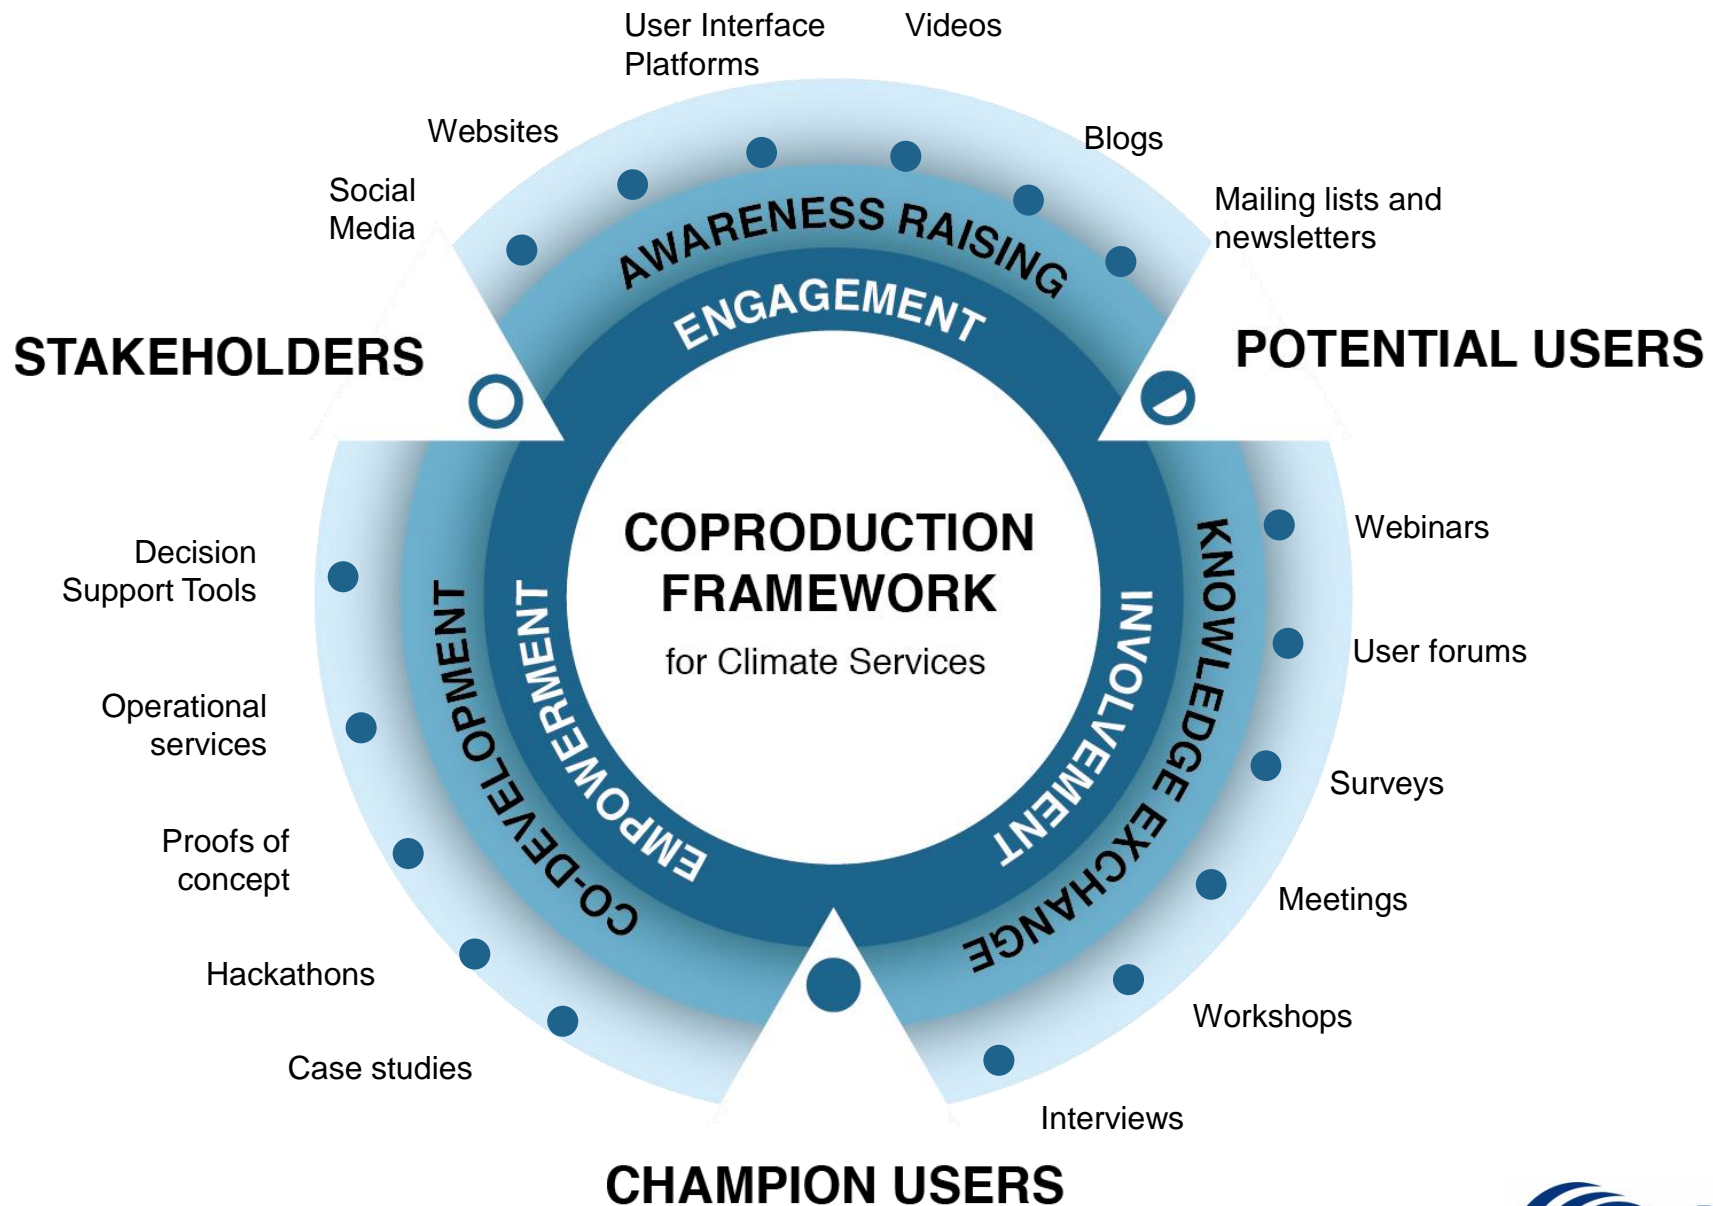 User Interface
Platforms
Videos
Websites
Blogs
Social
Media
Mailing lists and
newsletters
AWARENESS RAISING
ENGAGEMENT
STAKEHOLDERS
POTENTIAL USERS
COPRODUCTION
FRAMEWORK
for Climate Services
INVOLVEMENT
KNOWLEDGE EXCHANGE
Webinars
User forums
Surveys
Meetings
Workshops
Interviews
EMPOWERMENT
CO-DEVELOPMENT
Decision
Support Tools
Operational
services
Proofs of
concept
Hackathons
Case studies
CHAMPION USERS